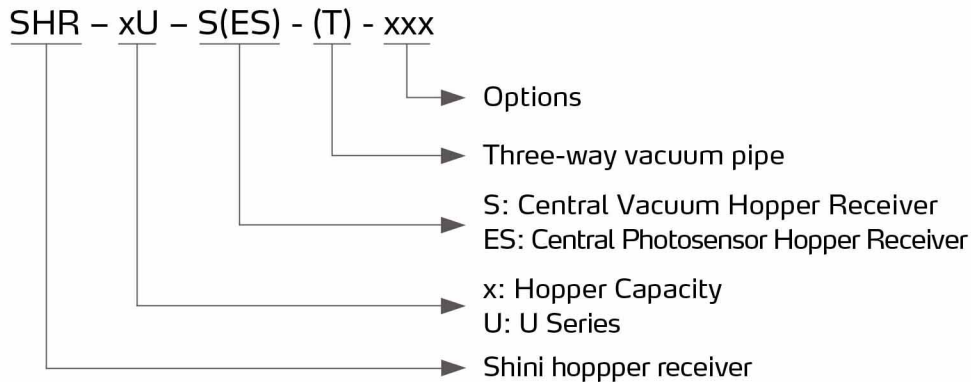 SHR – xU – S(ES) - (T) - xxx
Options
Three-way vacuum pipe
S: Central Vacuum Hopper Receiver
ES: Central Photosensor Hopper Receiver
x: Hopper Capacity
U: U Series
Shini hoppper receiver